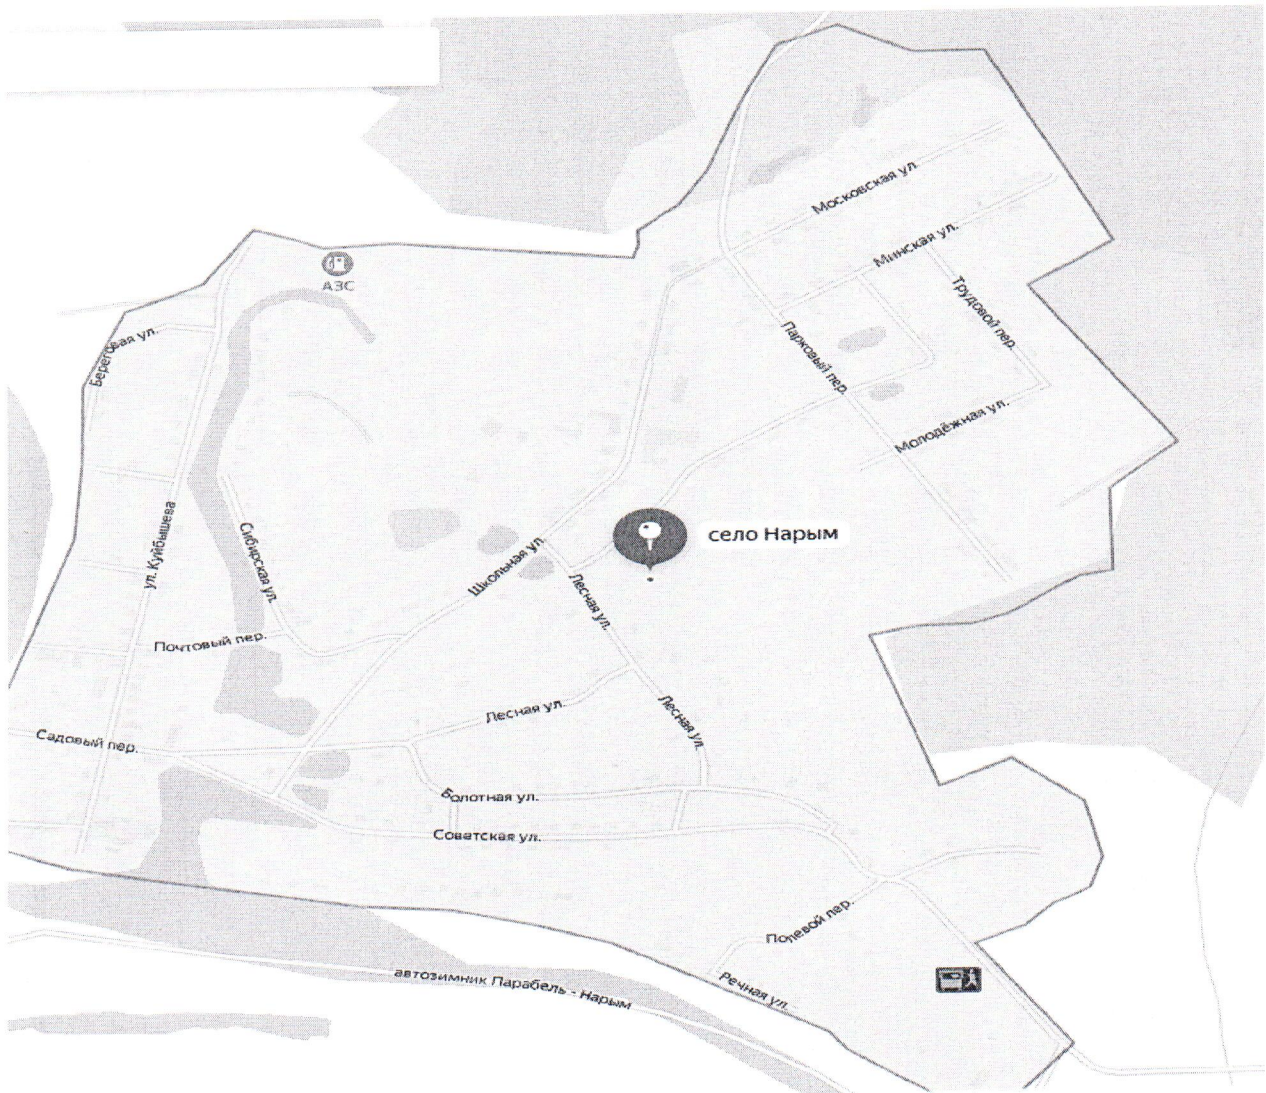 Московская ул.
Минская ул.
АЗС
Трудовой пер.
Береговая ул.
Парковый пер.
Молодёжная ул.
ул. Куйбышева
село Нарым
Сибирская ул.
Школьная ул.
Лесная ул.
Почтовый пер.
Лесная ул.
Лесная ул.
Садовый пер.
Болотная ул.
Советская ул.
Полевой пер.
автозимник Парабель - Нарым
Речная ул.